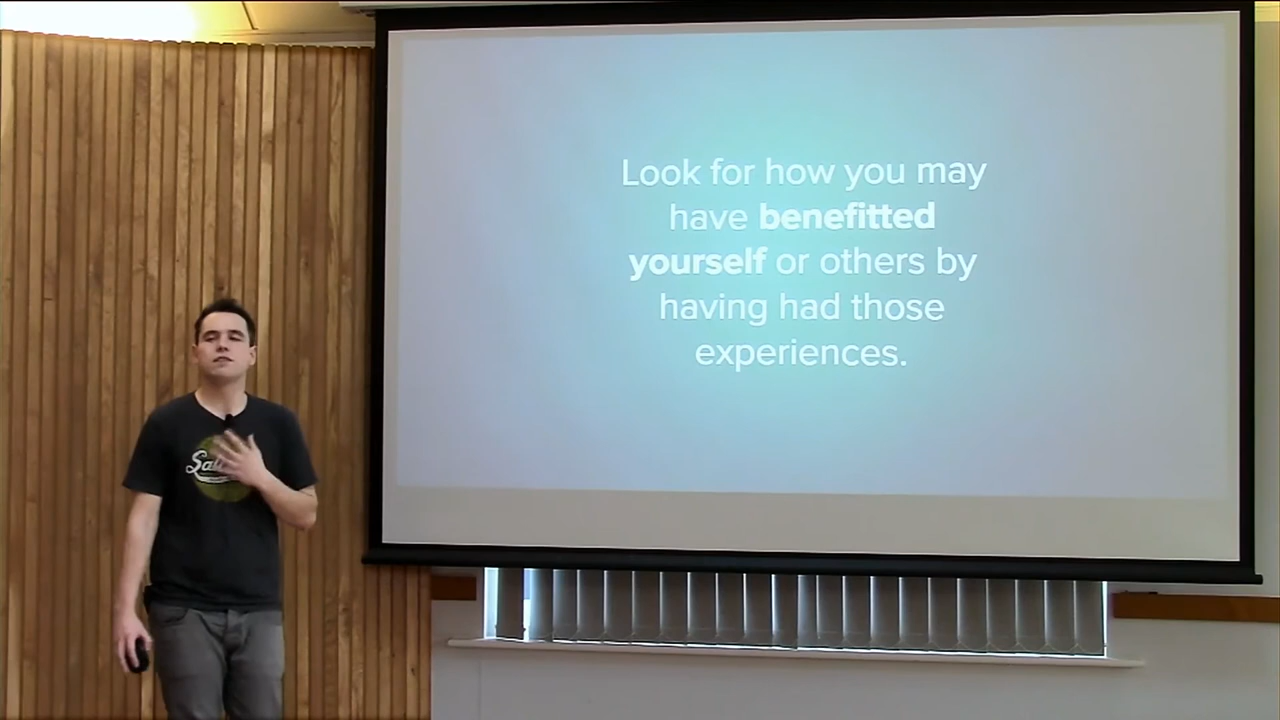 Look for how you may
have benefitted
yourself or others by
having had those
experiences.